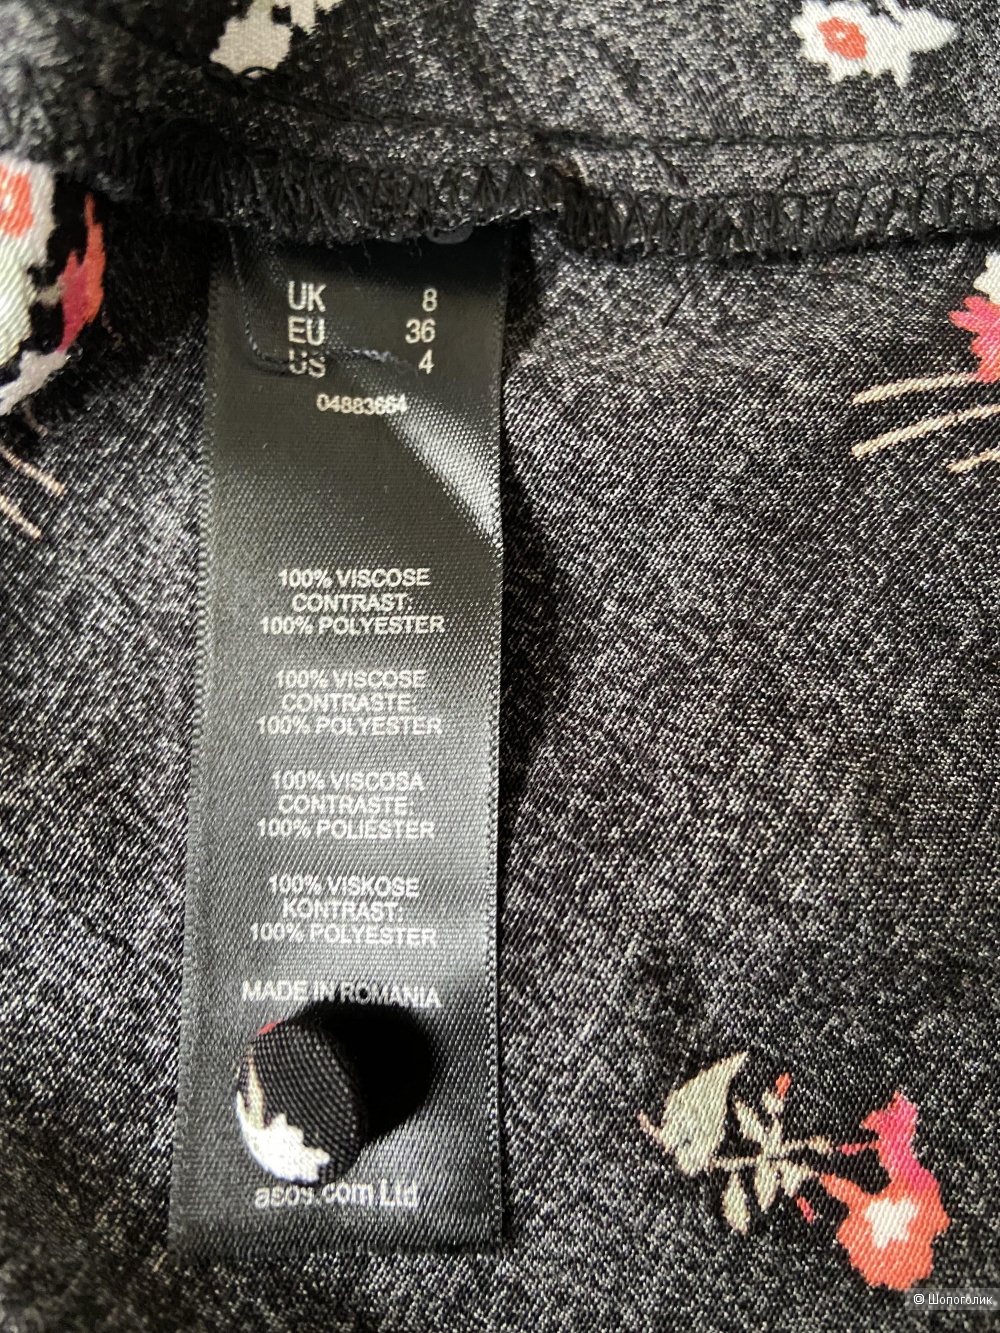 UK 8
EU 36
US 4
04883664
100% VISCOSE
CONTRAST:
100% POLYESTER
100% VISCOSE
CONTRASTE:
100% POLYESTER
100% VISCOSA
CONTRASTE:
100% POLIESTER
100% VISKOSE
KONTRAST:
100% POLYESTER
MADE IN ROMANIA
asos.com Ltd
© Шопоголик